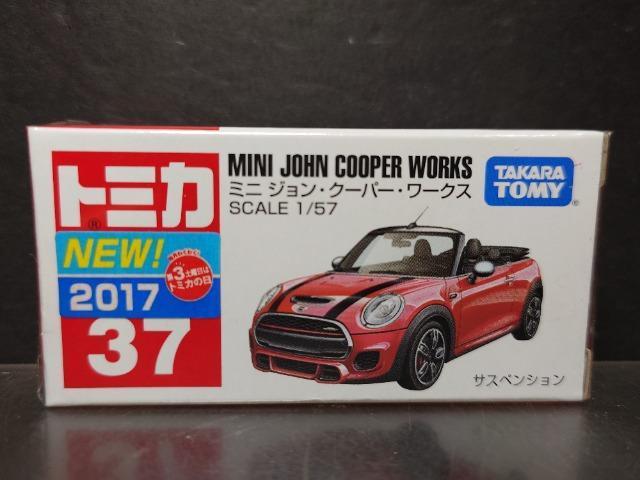 トミカ
®
NEW!
第3土曜日は
トミカの日
2017
37
MINI JOHN COOPER WORKS
ミニ ジョン・クーパー・ワークス
SCALE 1/57
TAKARA
TOMY
®
サスペンション